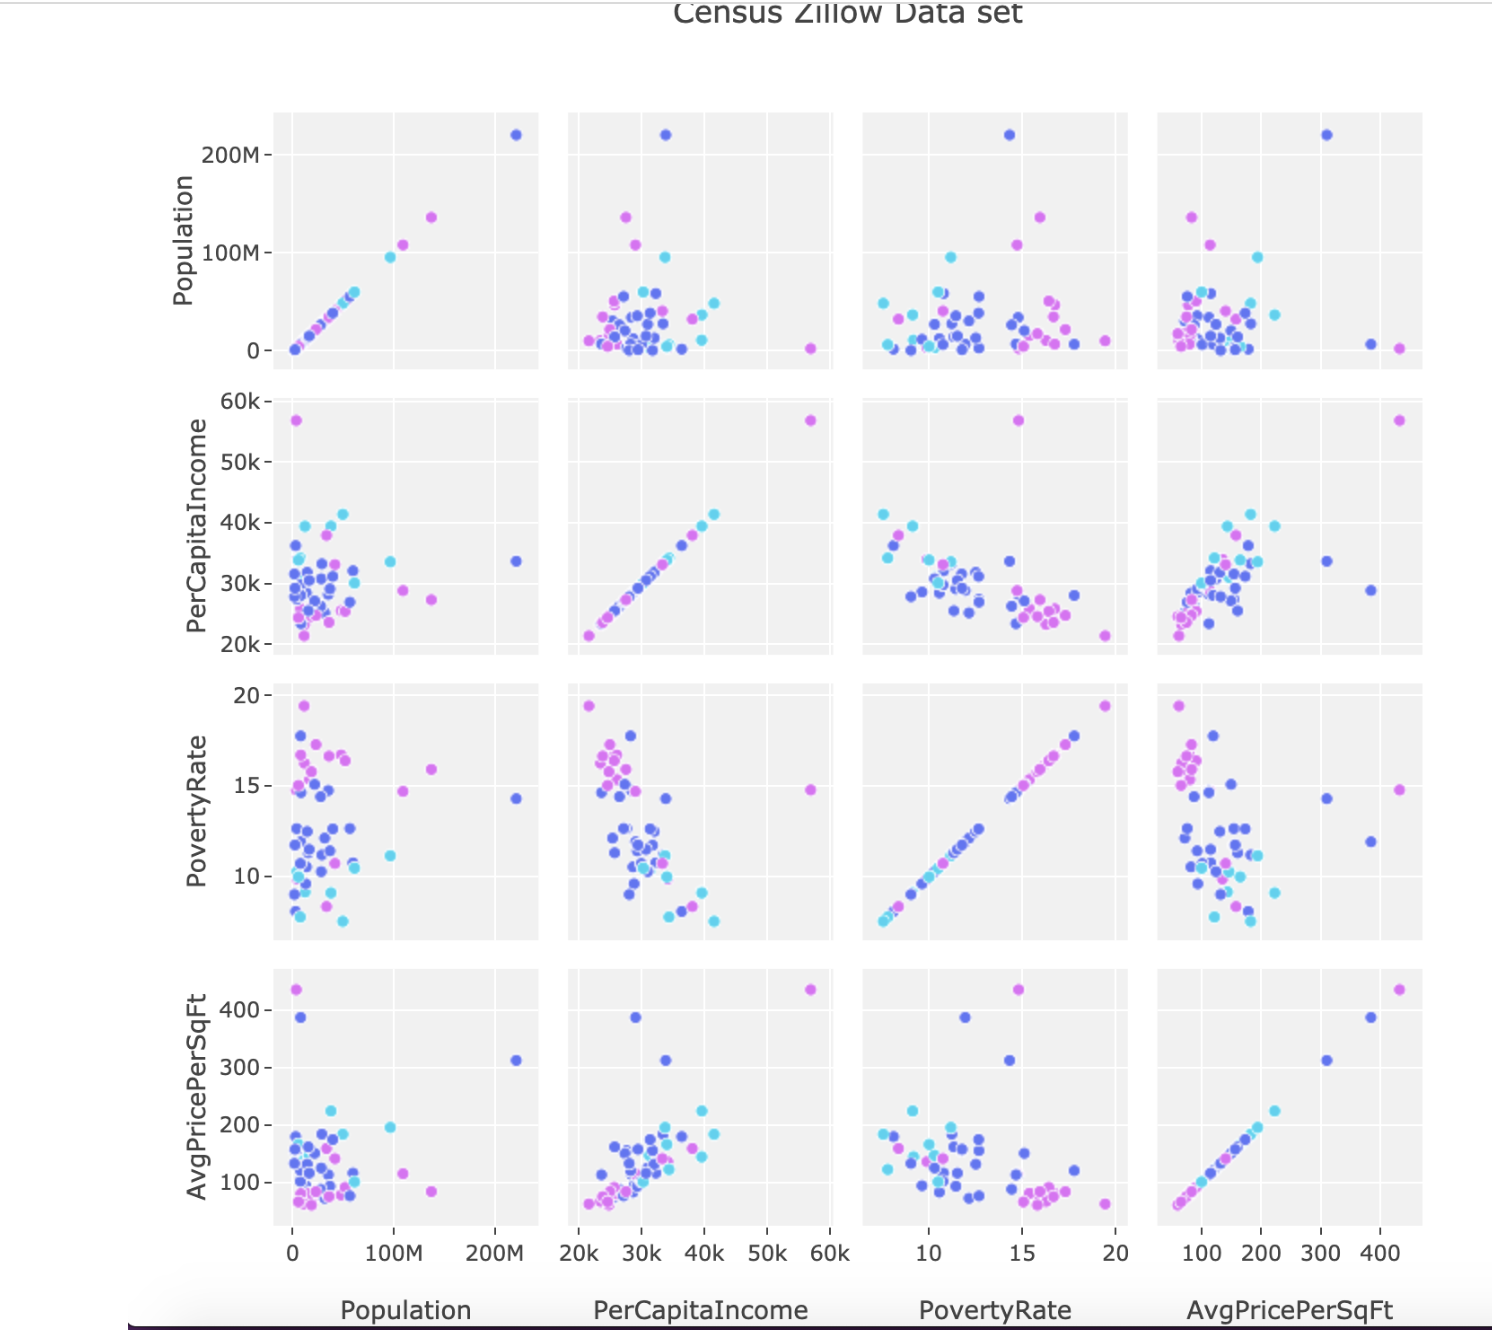 Census Zillow Data set
200M
100M
0
Population
60k
50k
40k
30k
20k
PerCapitaIncome
20
15
10
PovertyRate
400
300
200
100
AvgPricePerSqFt
0 100M 200M 20k 30k 40k 50k 60k 10 15 20 100 200 300 400
Population PerCapitaIncome PovertyRate AvgPricePerSqFt